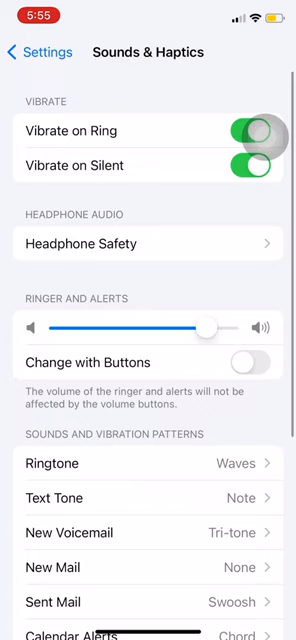 5:55
Settings
Sounds & Haptics
VIBRATE
Vibrate on Ring
Vibrate on Silent
HEADPHONE AUDIO
Headphone Safety
RINGER AND ALERTS
Change with Buttons
The volume of the ringer and alerts will not be
affected by the volume buttons.
SOUNDS AND VIBRATION PATTERNS
Ringtone Waves
Text Tone Note
New Voicemail Tri-tone
New Mail None
Sent Mail Swoosh
Calendar Alerts Chord